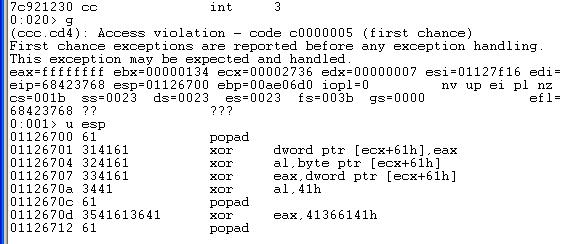 7c921230 cc int 3
0:020> g
(ccc.cd4): Access violation - code c0000005 (first chance)
First chance exceptions are reported before any exception handling.
This exception may be expected and handled.
eax=ffffffff ebx=00000134 ecx=00002736 edx=00000007 esi=01127f16 edi=
eip=68423768 esp=01126700 ebp=00ae06d0 iopl=0 nv up ei pl nz
cs=001b ss=0023 ds=0023 es=0023 fs=003b gs=0000 efl=
68423768 ?? ???
0:001> u esp
01126700 61 popad
01126701 314161 xor dword ptr [ecx+61h],eax
01126704 324161 xor al,byte ptr [ecx+61h]
01126707 334161 xor eax,dword ptr [ecx+61h]
0112670a 3441 xor al,41h
0112670c 61 popad
0112670d 3541613641 xor eax,41366141h
01126712 61 popad